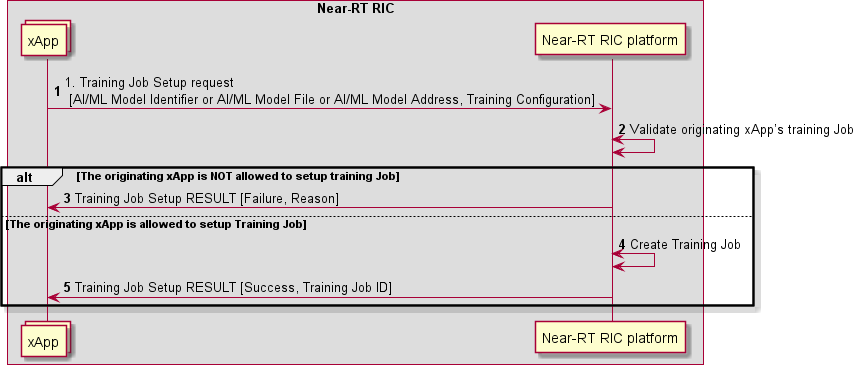 Near-RT RIC
xApp
Near-RT RIC platform
1 1. Training Job Setup request
[AI/ML Model Identifier or AI/ML Model File or AI/ML Model Address, Training Configuration]
2 Validate originating xApp's training Job
alt [The originating xApp is NOT allowed to setup training Job]
3 Training Job Setup RESULT [Failure, Reason]
[The originating xApp is allowed to setup Training Job]
4 Create Training Job
5 Training Job Setup RESULT [Success, Training Job ID]
xApp
Near-RT RIC platform